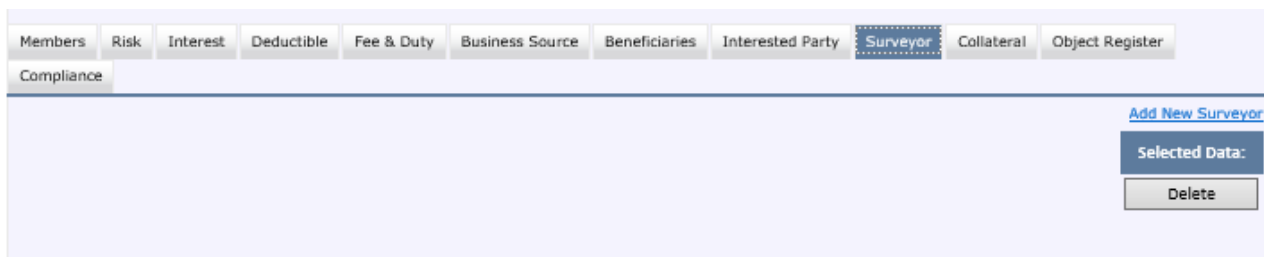 Members Risk Interest Deductible Fee & Duty Business Source Beneficiaries Interested Party Surveyor Collateral Object Register
Compliance
Add New Surveyor
Selected Data:
Delete